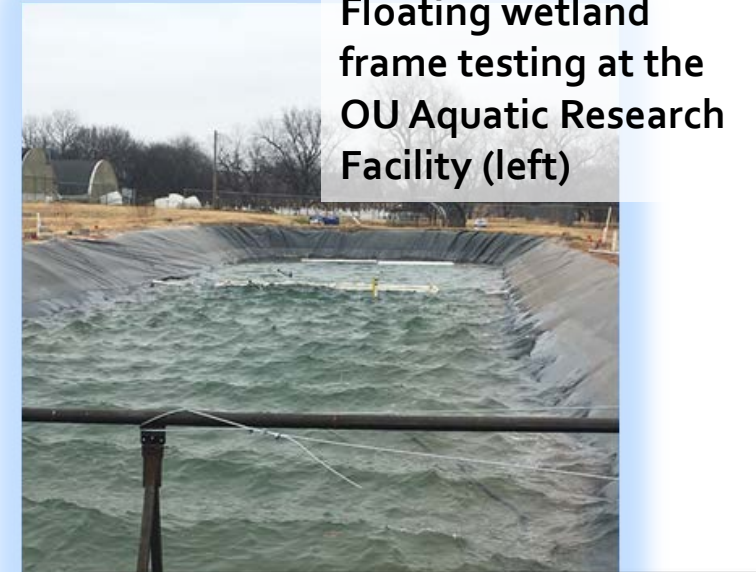 Floating wetland
frame testing at the
OU Aquatic Research
Facility (left)